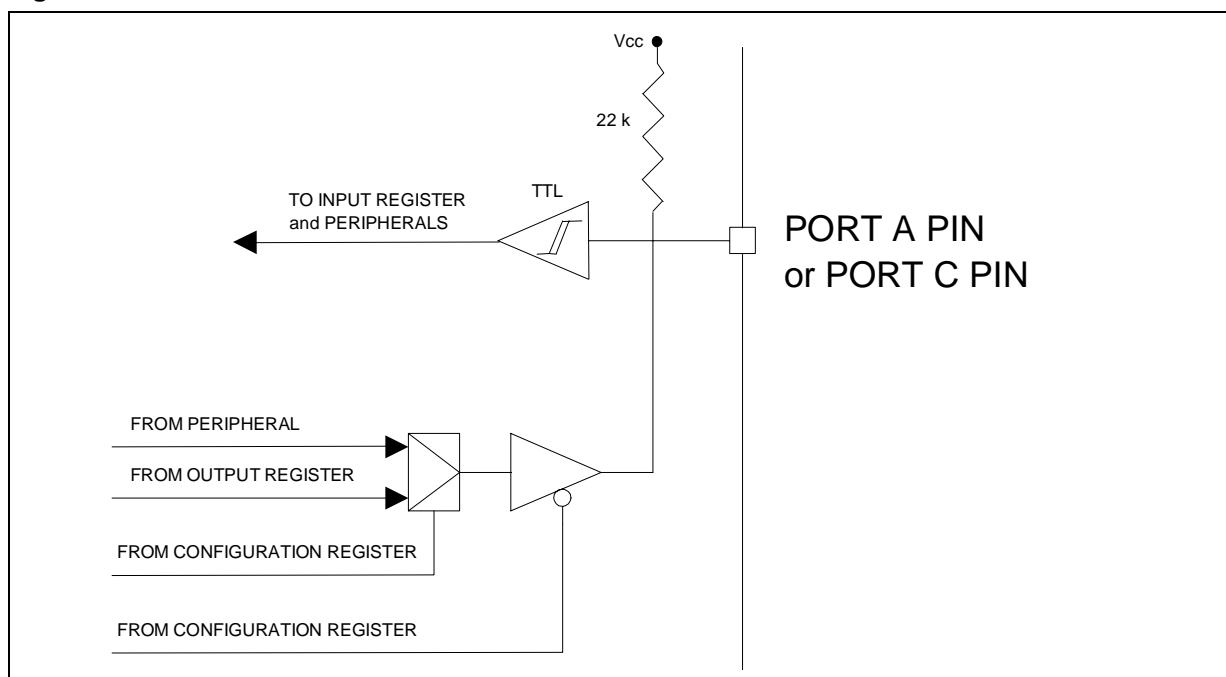 Vcc
22 k
TTL
TO INPUT REGISTER
and PERIPHERALS
PORT A PIN
or PORT C PIN
FROM PERIPHERAL
FROM OUTPUT REGISTER
FROM CONFIGURATION REGISTER
FROM CONFIGURATION REGISTER